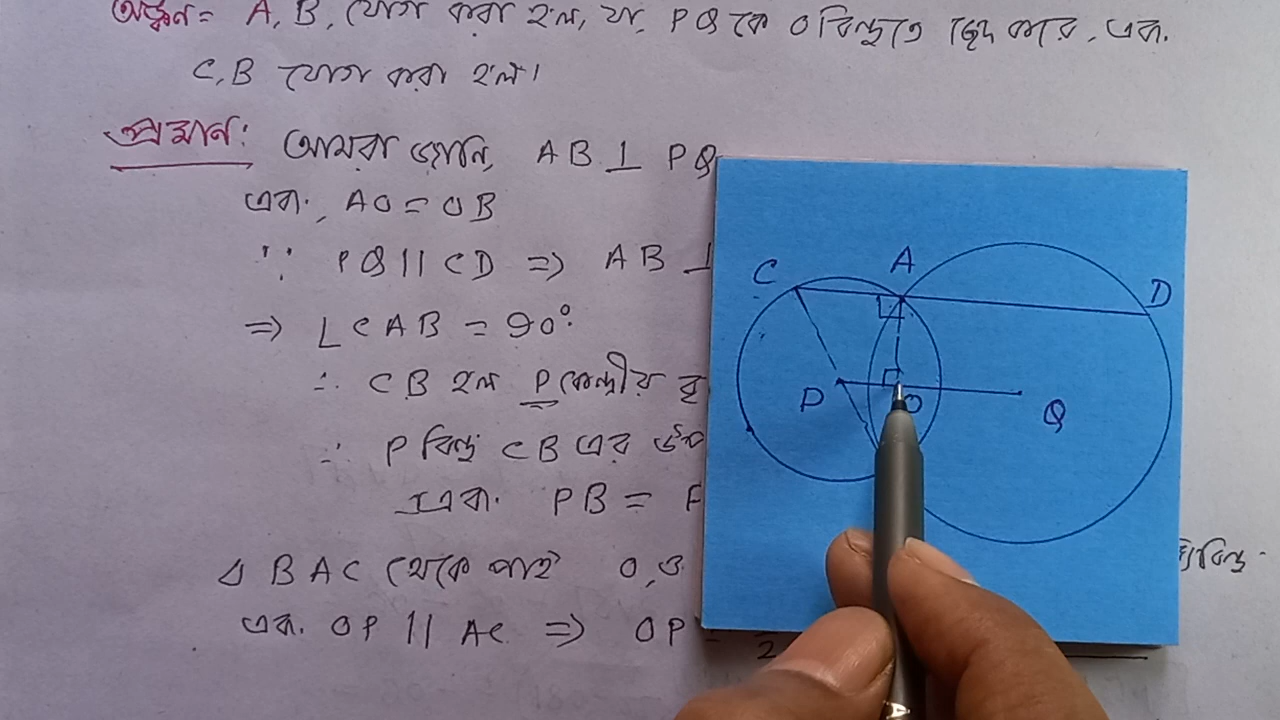 অঙ্কন= A, B, যোগ করা হল, যা, PQ কে O বিন্দুতে ছেদ করে, এবং
C, B যোগ করা হল।
প্রমান:
আমরা জানি, AB ⊥ PQ
এবং, AO = OB
∵ PQ || CD => AB ⊥
=> ∠CAB = 90°
∴ CB হল P কেন্দ্রীয় বৃ
∴ P বিন্দু CB এর
এবং PB =
△ BAC থেকে পাই O, ও
এবং OP || AC => OP =
2
C A D
P O Q